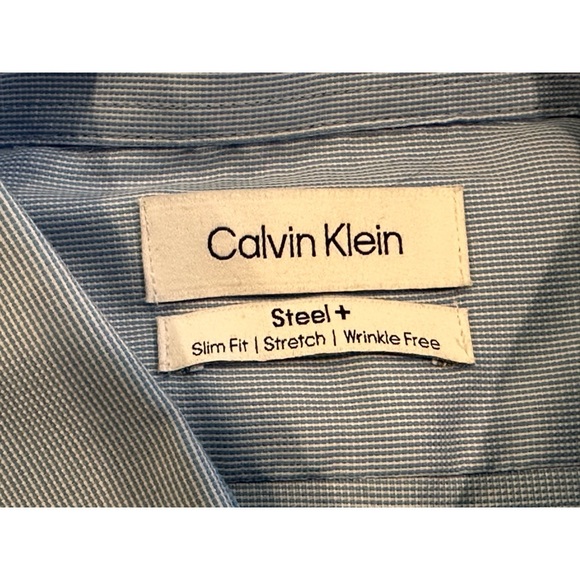 Calvin Klein
Steel+
Slim Fit | Stretch | Wrinkle Free